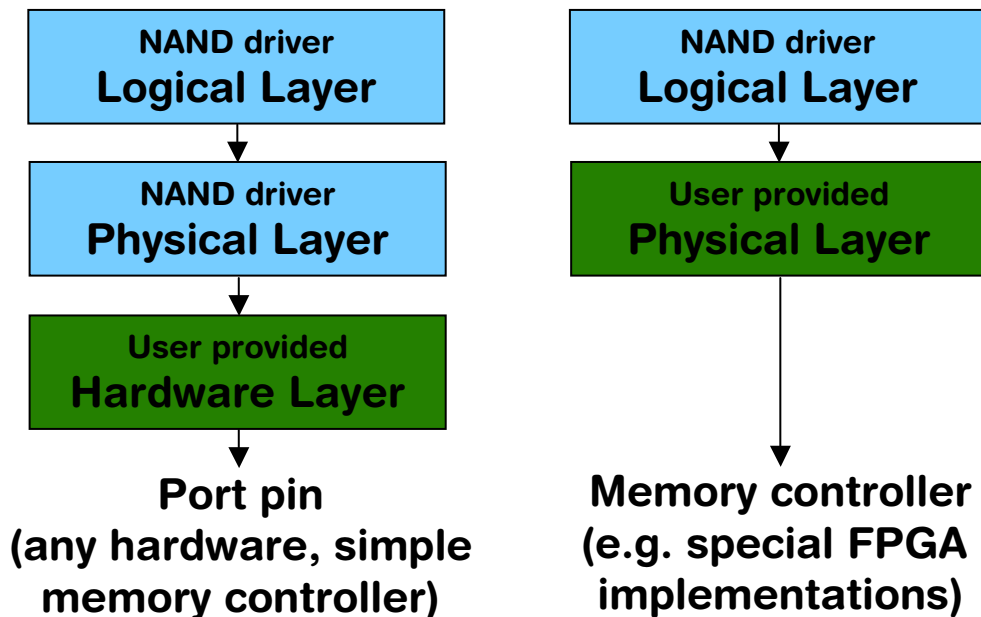 NAND driver
Logical Layer
NAND driver
Physical Layer
User provided
Hardware Layer
Port pin
(any hardware, simple
memory controller)
NAND driver
Logical Layer
User provided
Physical Layer
Memory controller
(e.g. special FPGA
implementations)